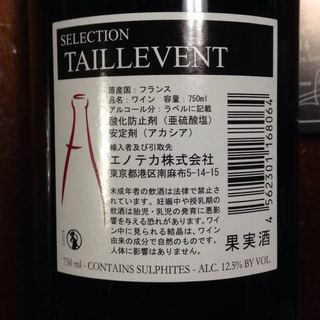 SELECTION
TAILLEVENT
原産国：フランス
品名：ワイン 容量：750ml
アルコール分：ラベルに記載
酸化防止剤（亜硫酸塩）
安定剤（アカシア）
輸入者及び引取先
エノテカ株式会社
東京都港区南麻布5-14-15
未成年者の飲酒は法律で禁止され
ています。妊娠中や授乳期の
飲酒は胎児・乳児の発育に悪影
響を与える恐れがあります。ワイ
ン中に見られる結晶は、ワイン
由来の成分で自然のものです。人
体に影響はありません。
果実酒
4562301168064
750 ml - CONTAINS SULPHITES - ALC. 12.5% BY VOL.